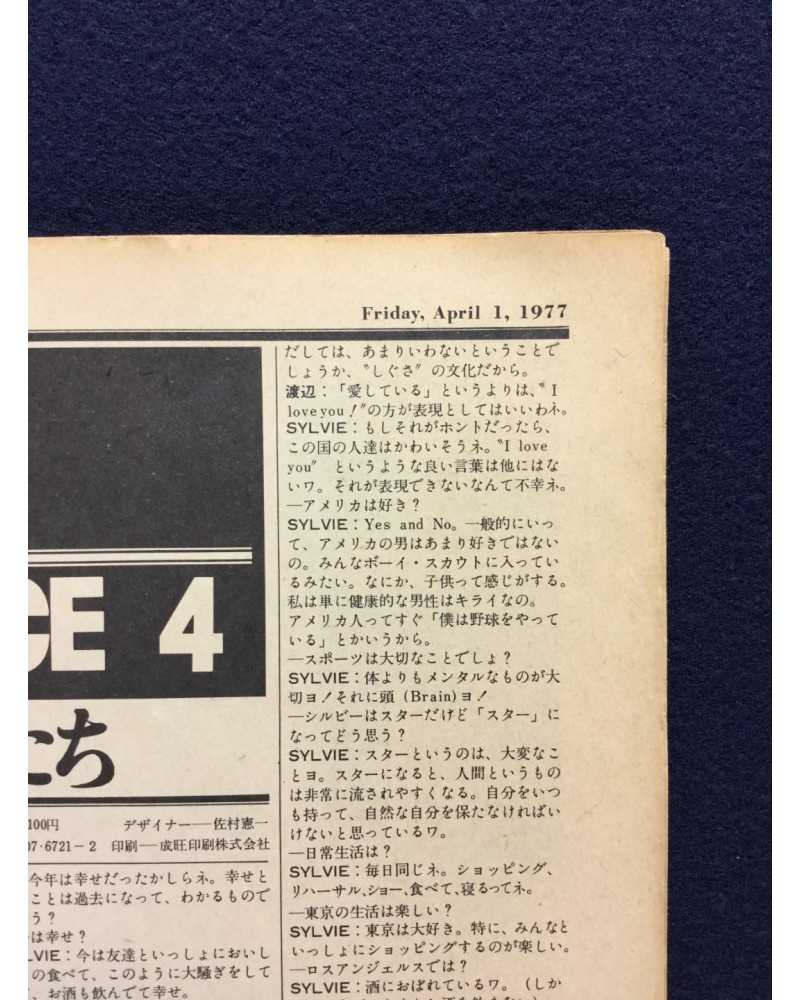 Friday, April 1, 1977
だしては、あまりいわないということで
しょうか、〝しぐさ〟の文化だから。
渡辺：「愛している」というよりは、〝I
love you！〟の方が表現としてはいいわネ。
SYLVIE：もしそれがホントだったら、
この国の人達はかわいそうネ。〝I love
you〟 というような良い言葉は他にはな
いワ。それが表現できないなんて不幸ネ。
―アメリカは好き？
SYLVIE：Yes and No。一般的にいっ
て、アメリカの男はあまり好きではない
の。みんなボーイ・スカウトに入ってい
るみたい。なにか、子供って感じがする。
私は単に健康的な男性はキライなの。
アメリカ人ってすぐ「僕は野球をやって
いる」とかいうから。
―スポーツは大切なことでしょ？
SYLVIE：体よりもメンタルなものが大
切ヨ！それに頭（Brain）ヨ！
―シルビーはスターだけど「スター」に
なってどう思う？
SYLVIE：スターというのは、大変なこ
とヨ。スターになると、人間というもの
は非常に流されやすくなる。自分をいつ
も持って、自然な自分を保たなければい
けないと思っているワ。
―日常生活は？
SYLVIE：毎日同じネ。ショッピング、
リハーサル、ショー、食べて、寝るってネ。
―東京の生活は楽しい？
SYLVIE：東京は大好き。特に、みんなと
いっしょにショッピングするのが楽しい。
―ロスアンジェルスでは？
SYLVIE：酒におぼれているワ。（しか
CE 4
たち
100円 デザイナー―佐村憲一
07・6721－2 印刷―成旺印刷株式会社
今年は幸せだったかしらネ。幸せと
ことは過去になって、わかるもので
う？
は幸せ？
LVIE：今は友達といっしょにおいし
の食べて、このように大騒ぎをして
、お酒も飲んでて幸せ。